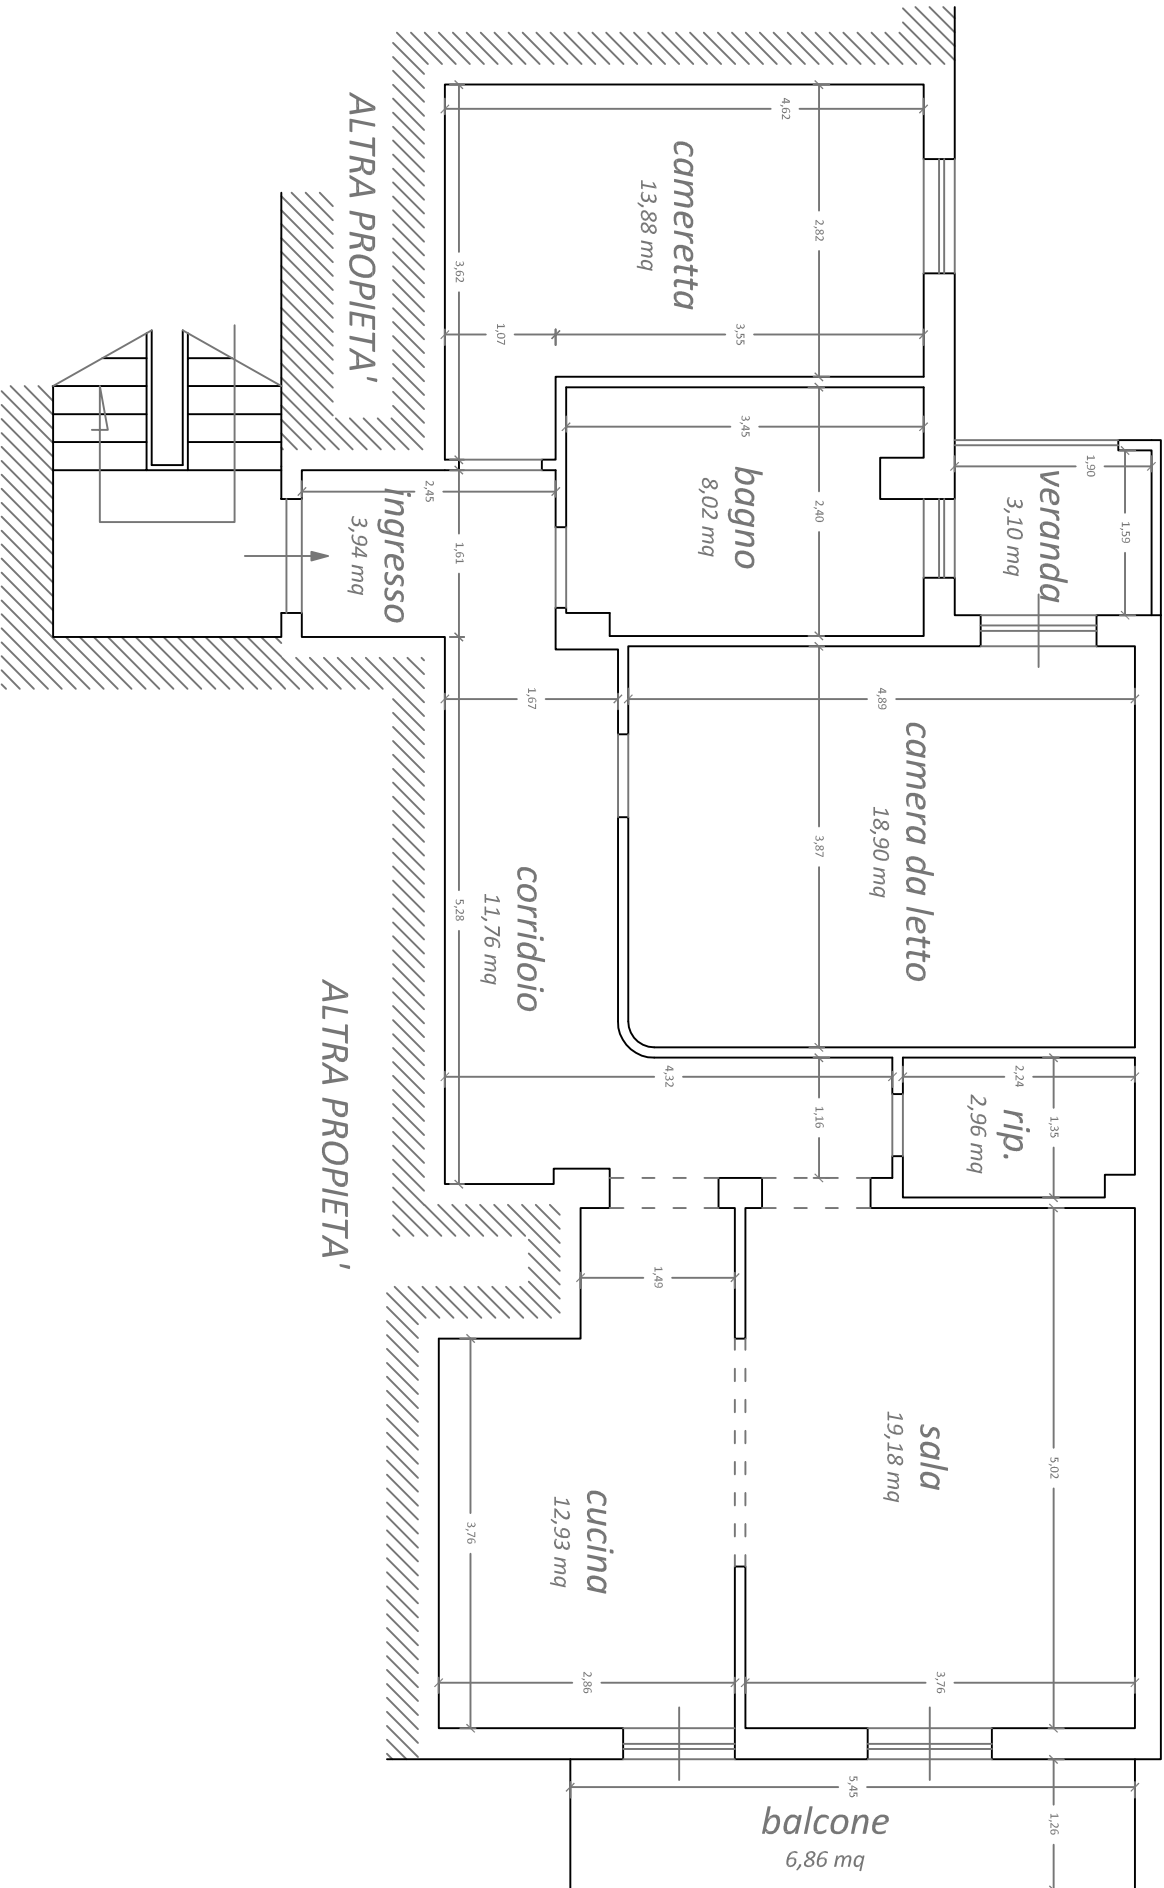 ALTRA PROPIETA'
cameretta
13,88 mq
4,62
2,82
3,62
1,07
3,55
bagno
8,02 mq
3,45
2,40
veranda
3,10 mq
1,90
1,59
ingresso
3,94 mq
2,45
1,61
camera da letto
18,90 mq
4,89
3,87
corridoio
11,76 mq
1,67
5,28
4,32
1,16
rip.
2,96 mq
2,24
1,35
ALTRA PROPIETA'
sala
19,18 mq
5,02
3,76
cucina
12,93 mq
1,49
3,76
2,86
balcone
6,86 mq
5,45
1,26